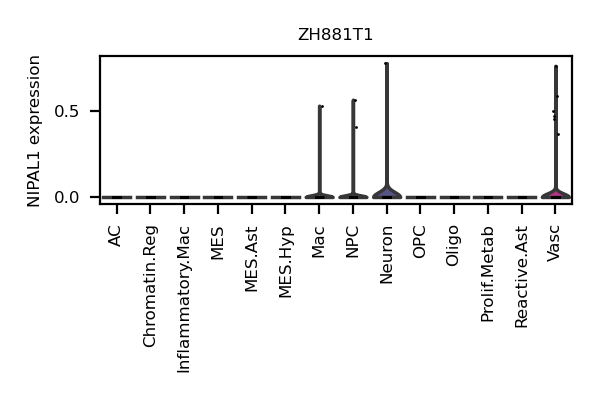 ZH881T1
NIPAL1 expression
0.5
0.0
AC
Chromatin.Reg
Inflammatory.Mac
MES
MES.Ast
MES.Hyp
Mac
NPC
Neuron
OPC
Oligo
Prolif.Metab
Reactive.Ast
Vasc